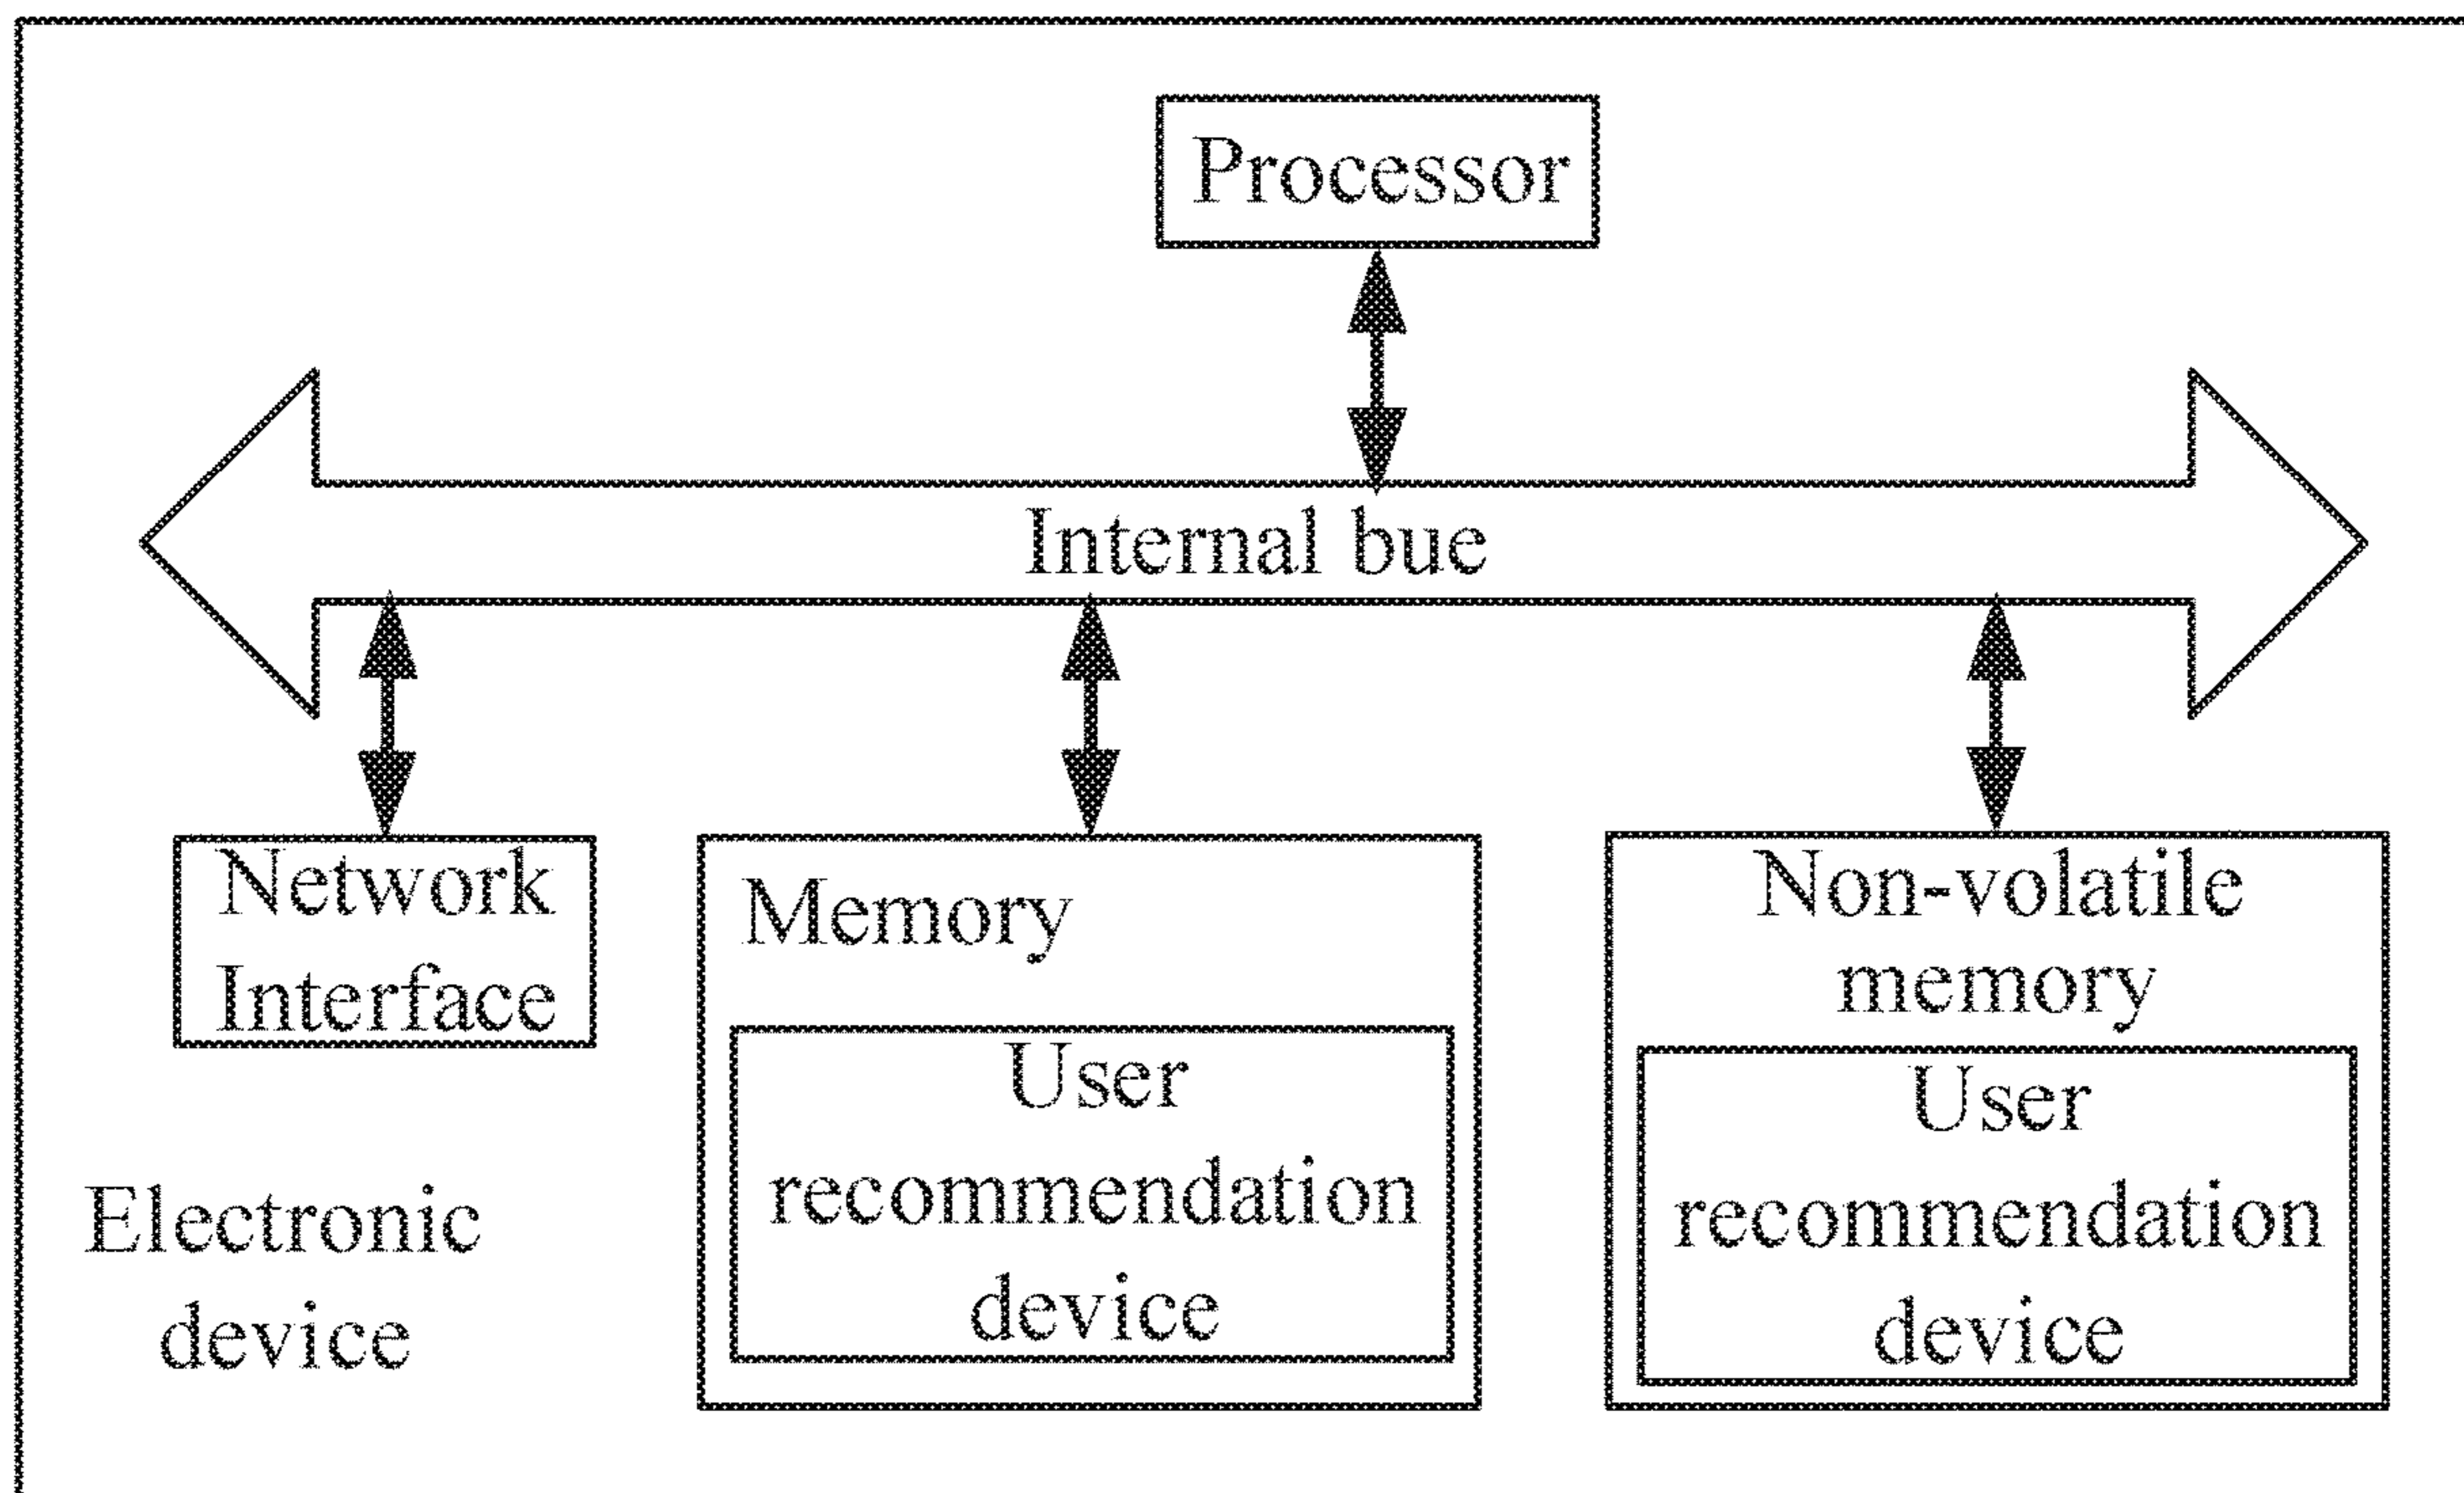 Processor
Internal bue
Network
Interface
Memory
User
recommendation
device
Non-volatile
memory
User
recommendation
device
Electronic
device